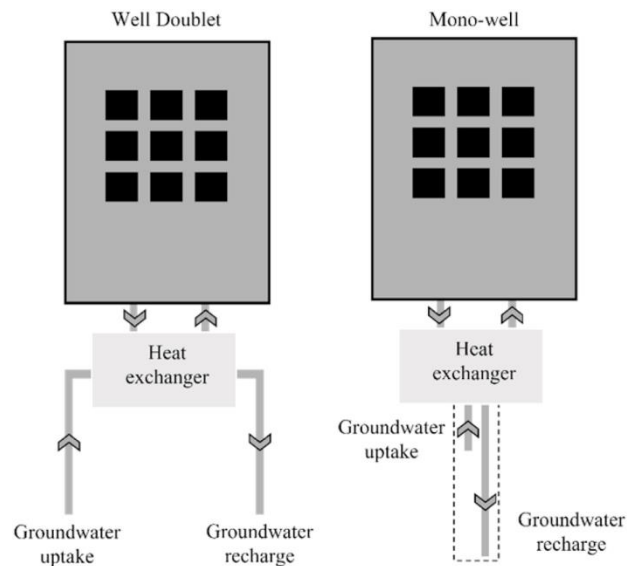 Well Doublet
Heat
exchanger
Groundwater
uptake
Groundwater
recharge
Mono-well
Heat
exchanger
Groundwater
uptake
Groundwater
recharge